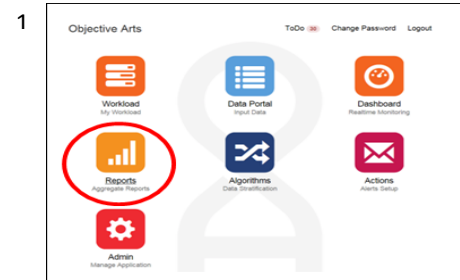 1
Objective Arts
ToDo 30 Change Password Logout
Workload Data Portal Dashboard
My Workload Input Data Realtime Monitoring
Reports Algorithms Actions
Aggregate Reports Data Stratification Alerts Setup
Admin
Manage Application